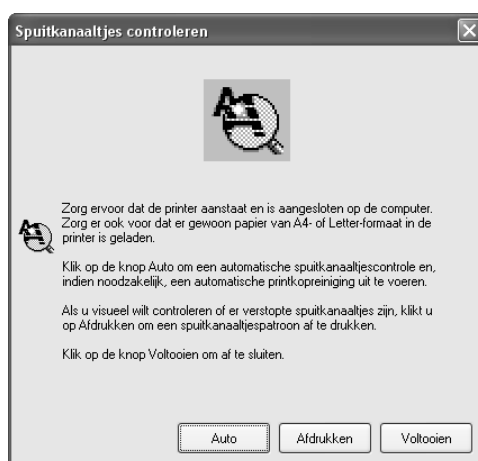 Spuitkanaaltjes controleren
Zorg ervoor dat de printer aanstaat en is aangesloten op de computer.
Zorg er ook voor dat er gewoon papier van A4- of Letter-formaat in de
printer is geladen.
Klik op de knop Auto om een automatische spuitkanaaltjescontrole en,
indien noodzakelijk, een automatische printkopreiniging uit te voeren.
Als u visueel wilt controleren of er verstopte spuitkanaaltjes zijn, klikt u
op Afdrukken om een spuitkanaaltjespatroon af te drukken.
Klik op de knop Voltooien om af te sluiten.
Auto
Afdrukken
Voltooien